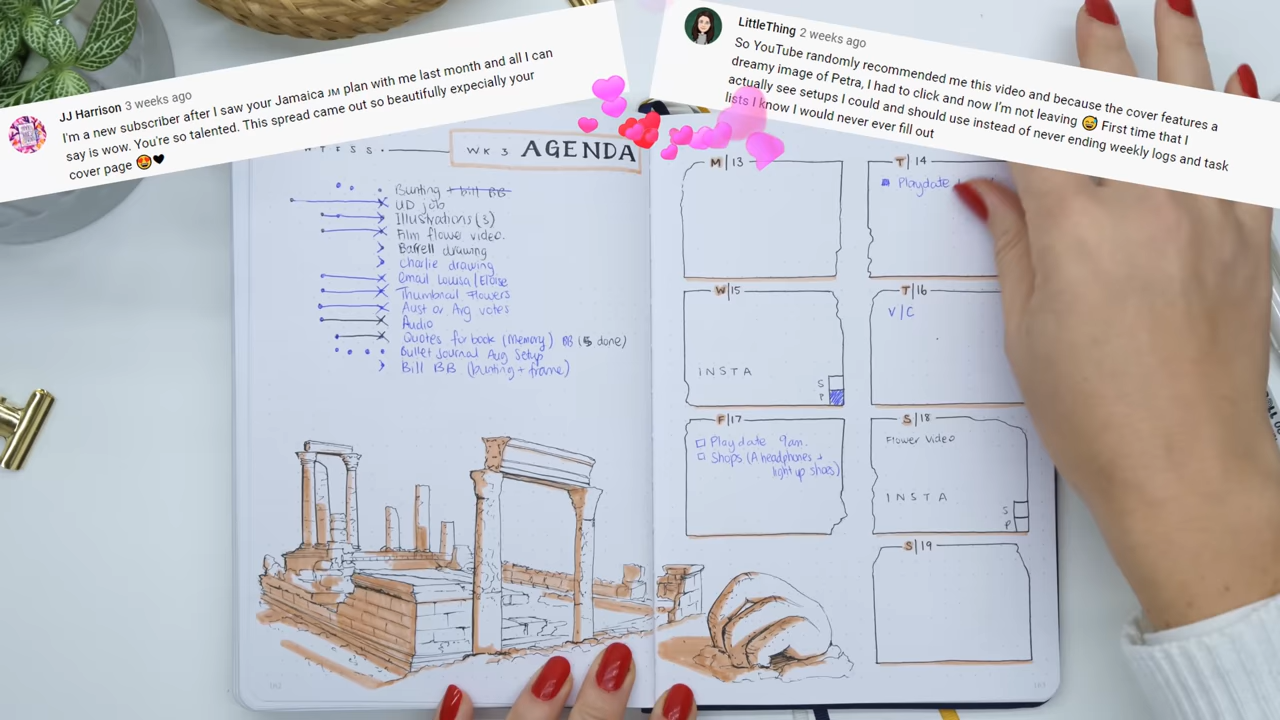 JJ Harrison 3 weeks ago
I'm a new subscriber after I saw your Jamaica JM plan with me last month and all I can
say is wow. You're so talented. This spread came out so beautifully expecially your
cover page 😍🖤
LittleThing 2 weeks ago
So YouTube randomly recommended me this video and because the cover features a
dreamy image of Petra, I had to click and now I'm not leaving 😅 First time that I
actually see setups I could and should use instead of never ending weekly logs and task
lists I know I would never ever fill out
T E S S
WK 3 AGENDA
Bunting + bill BB
UD job
Illustrations (3)
Film flower video.
Barrell drawing
Charlie drawing
Email Louisa/Eloise
Thumbnail Flowers
Aust or Arg votes
Audio
Quotes for book (Memory) BB (5 done)
Bullet Journal Aug Setup
Bill BB (bunting + frame)
M|13
T|14
Playdate
W|15
INSTA
S
P
T|16
V/C
F|17
Playdate 9am.
Shops (A headphones +
light up shoes)
S|18
Flower Video
INSTA
S
P
S|19
182
183